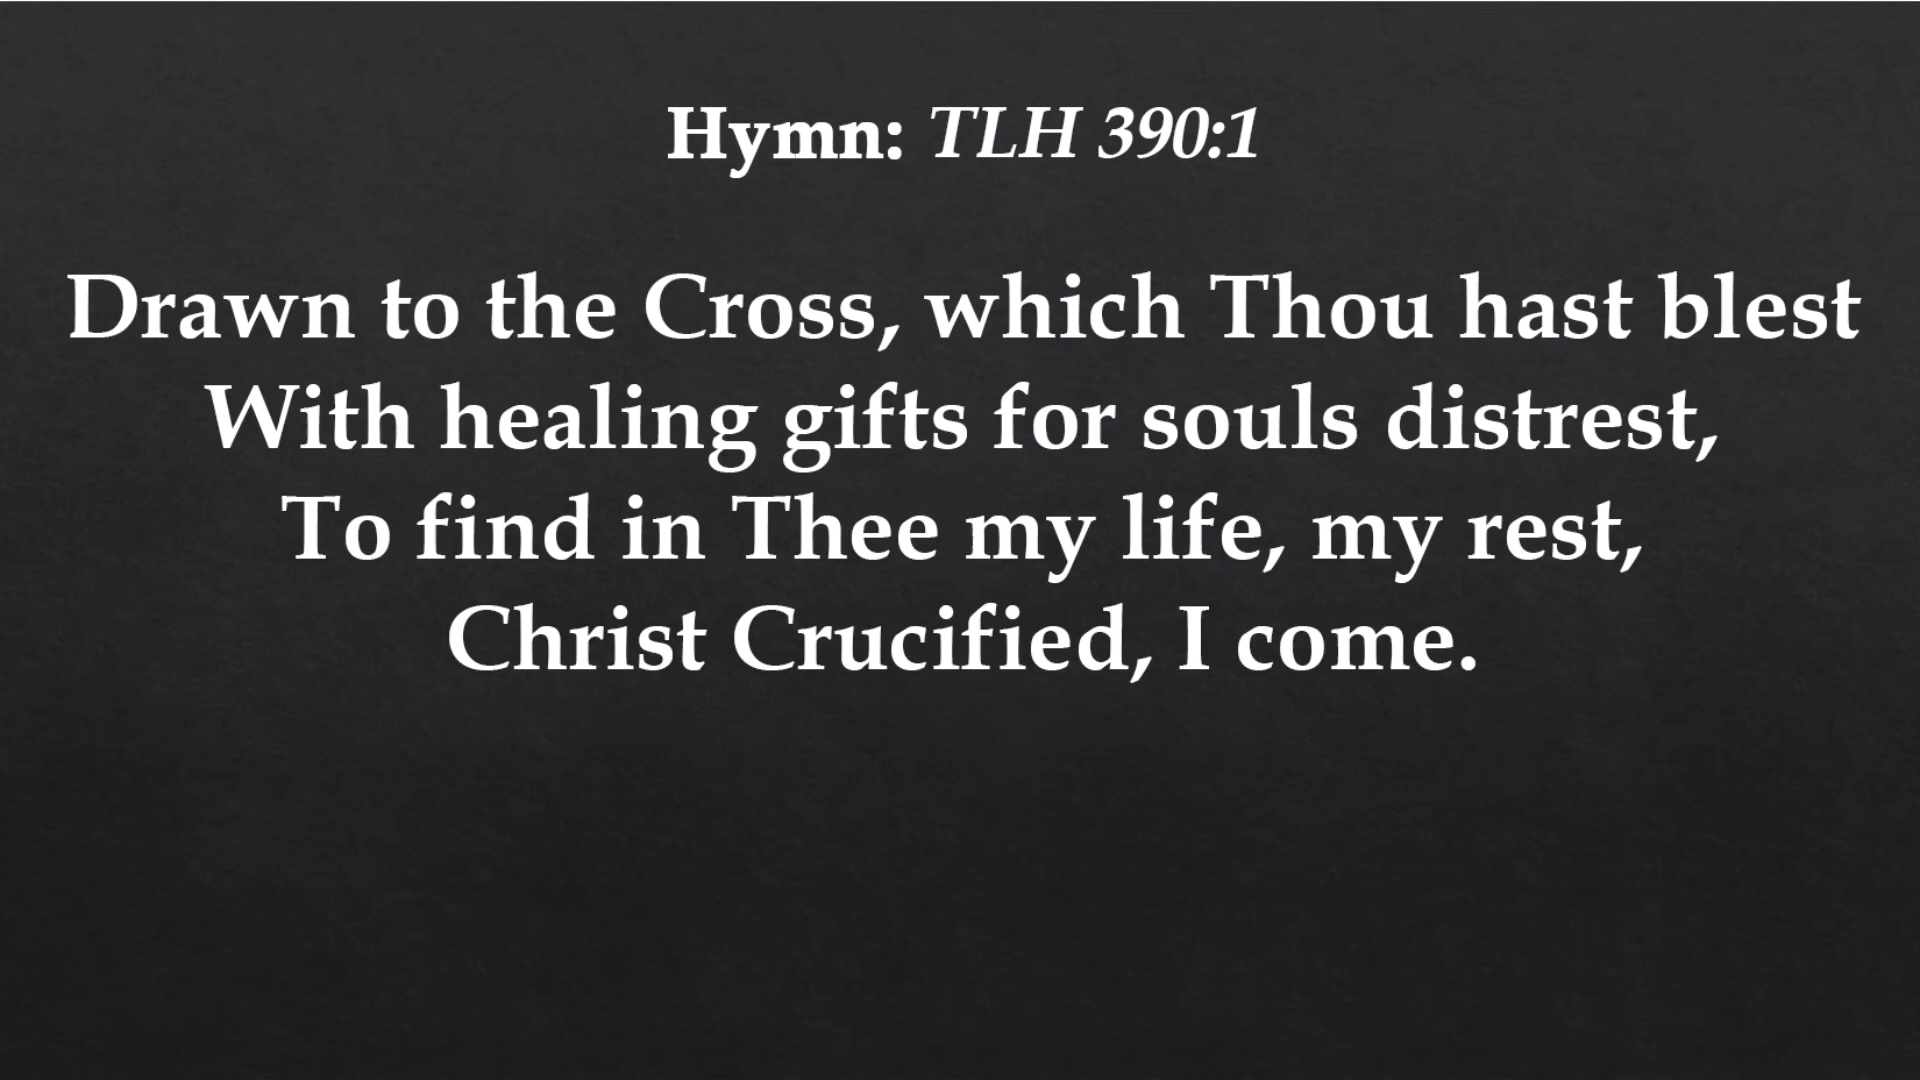 Hymn: TLH 390:1
Drawn to the Cross, which Thou hast blest
With healing gifts for souls distrest,
To find in Thee my life, my rest,
Christ Crucified, I come.